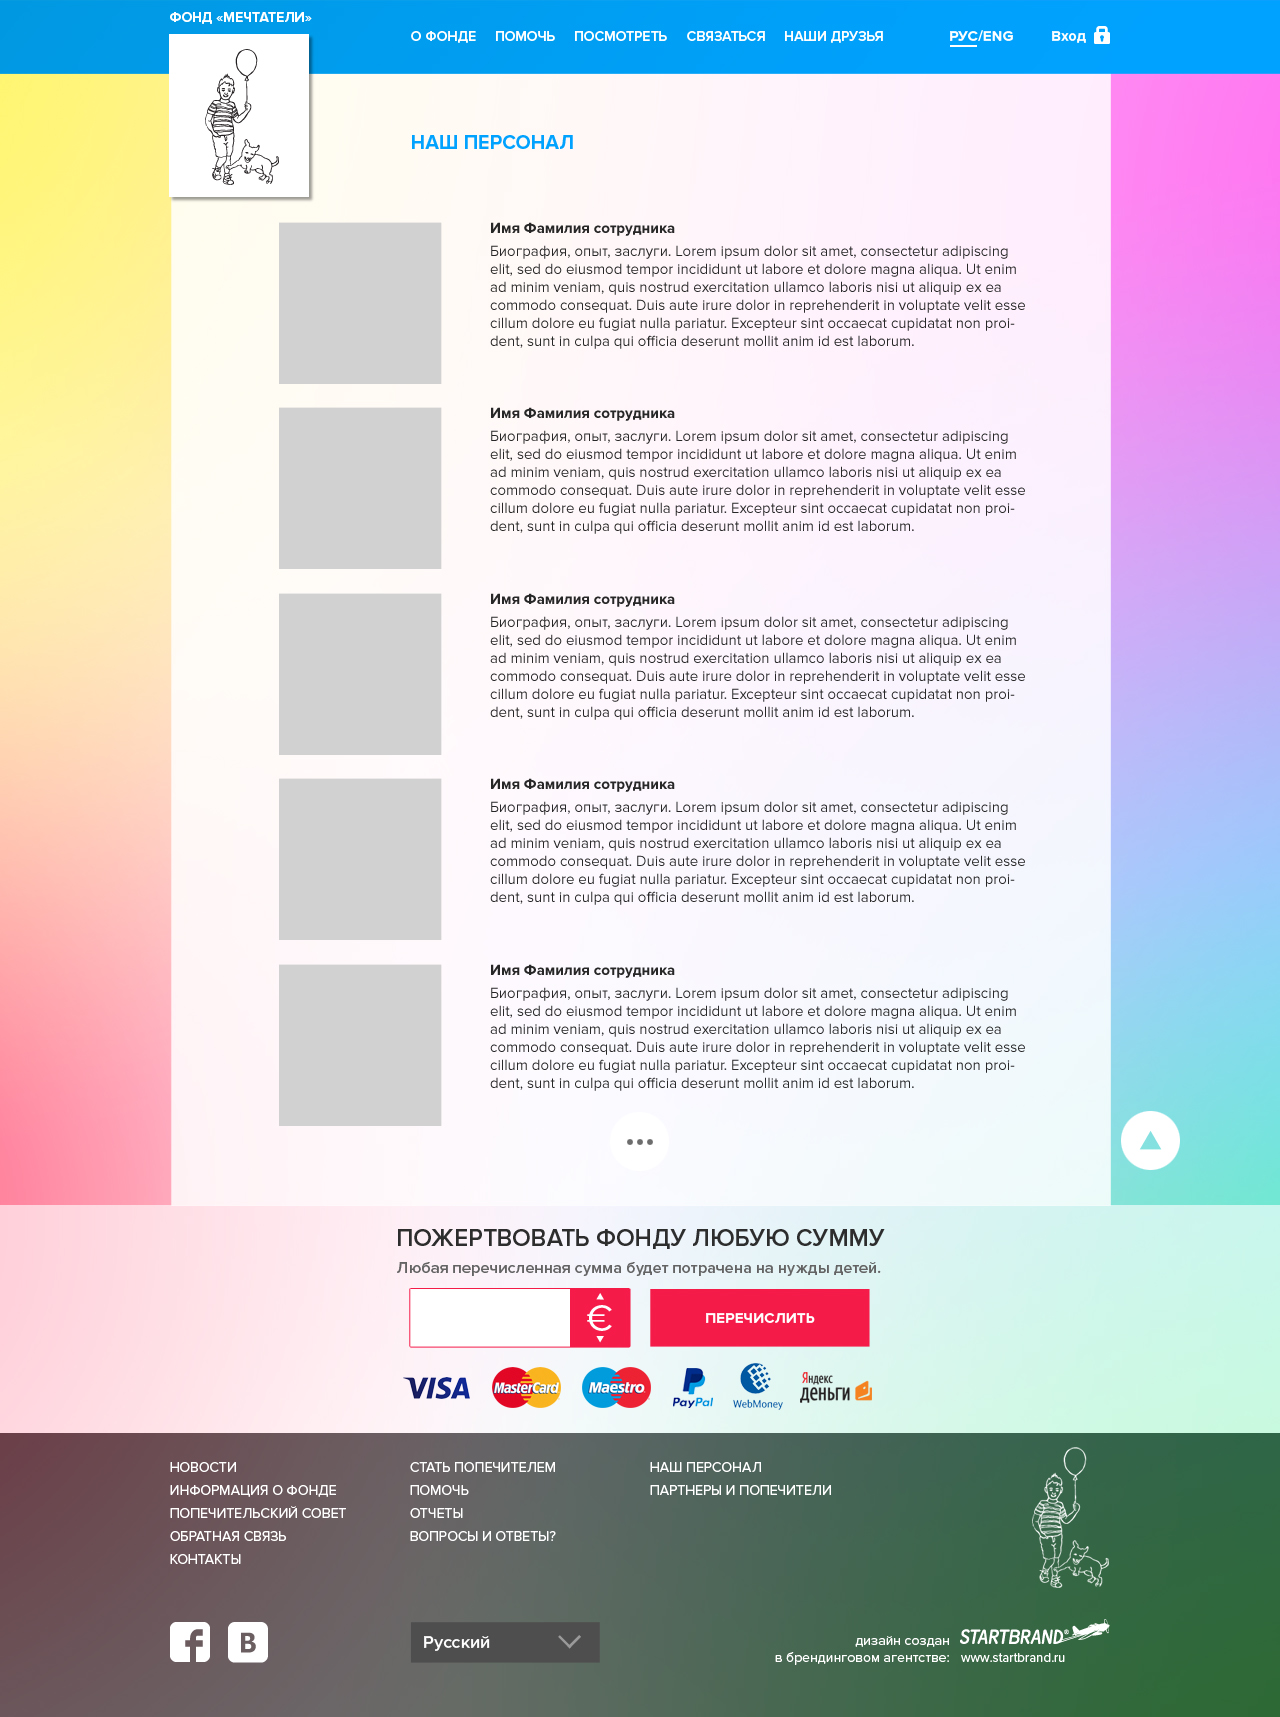 ФОНД «МЕЧТАТЕЛИ»
О ФОНДЕ ПОМОЧЬ ПОСМОТРЕТЬ СВЯЗАТЬСЯ НАШИ ДРУЗЬЯ РУС/ENG Вход
НАШ ПЕРСОНАЛ
Имя Фамилия сотрудника
Биография, опыт, заслуги. Lorem ipsum dolor sit amet, consectetur adipiscing
elit, sed do eiusmod tempor incididunt ut labore et dolore magna aliqua. Ut enim
ad minim veniam, quis nostrud exercitation ullamco laboris nisi ut aliquip ex ea
commodo consequat. Duis aute irure dolor in reprehenderit in voluptate velit esse
cillum dolore eu fugiat nulla pariatur. Excepteur sint occaecat cupidatat non proi-
dent, sunt in culpa qui officia deserunt mollit anim id est laborum.
Имя Фамилия сотрудника
Биография, опыт, заслуги. Lorem ipsum dolor sit amet, consectetur adipiscing
elit, sed do eiusmod tempor incididunt ut labore et dolore magna aliqua. Ut enim
ad minim veniam, quis nostrud exercitation ullamco laboris nisi ut aliquip ex ea
commodo consequat. Duis aute irure dolor in reprehenderit in voluptate velit esse
cillum dolore eu fugiat nulla pariatur. Excepteur sint occaecat cupidatat non proi-
dent, sunt in culpa qui officia deserunt mollit anim id est laborum.
Имя Фамилия сотрудника
Биография, опыт, заслуги. Lorem ipsum dolor sit amet, consectetur adipiscing
elit, sed do eiusmod tempor incididunt ut labore et dolore magna aliqua. Ut enim
ad minim veniam, quis nostrud exercitation ullamco laboris nisi ut aliquip ex ea
commodo consequat. Duis aute irure dolor in reprehenderit in voluptate velit esse
cillum dolore eu fugiat nulla pariatur. Excepteur sint occaecat cupidatat non proi-
dent, sunt in culpa qui officia deserunt mollit anim id est laborum.
Имя Фамилия сотрудника
Биография, опыт, заслуги. Lorem ipsum dolor sit amet, consectetur adipiscing
elit, sed do eiusmod tempor incididunt ut labore et dolore magna aliqua. Ut enim
ad minim veniam, quis nostrud exercitation ullamco laboris nisi ut aliquip ex ea
commodo consequat. Duis aute irure dolor in reprehenderit in voluptate velit esse
cillum dolore eu fugiat nulla pariatur. Excepteur sint occaecat cupidatat non proi-
dent, sunt in culpa qui officia deserunt mollit anim id est laborum.
Имя Фамилия сотрудника
Биография, опыт, заслуги. Lorem ipsum dolor sit amet, consectetur adipiscing
elit, sed do eiusmod tempor incididunt ut labore et dolore magna aliqua. Ut enim
ad minim veniam, quis nostrud exercitation ullamco laboris nisi ut aliquip ex ea
commodo consequat. Duis aute irure dolor in reprehenderit in voluptate velit esse
cillum dolore eu fugiat nulla pariatur. Excepteur sint occaecat cupidatat non proi-
dent, sunt in culpa qui officia deserunt mollit anim id est laborum.
ПОЖЕРТВОВАТЬ ФОНДУ ЛЮБУЮ СУММУ
Любая перечисленная сумма будет потрачена на нужды детей.
€ ПЕРЕЧИСЛИТЬ
VISA MasterCard Maestro PayPal WebMoney Яндекс деньги
НОВОСТИ
ИНФОРМАЦИЯ О ФОНДЕ
ПОПЕЧИТЕЛЬСКИЙ СОВЕТ
ОБРАТНАЯ СВЯЗЬ
КОНТАКТЫ
СТАТЬ ПОПЕЧИТЕЛЕМ
ПОМОЧЬ
ОТЧЕТЫ
ВОПРОСЫ И ОТВЕТЫ?
НАШ ПЕРСОНАЛ
ПАРТНЕРЫ И ПОПЕЧИТЕЛИ
f В
Русский
дизайн создан
в брендинговом агентстве:
STARTBRAND®
www.startbrand.ru